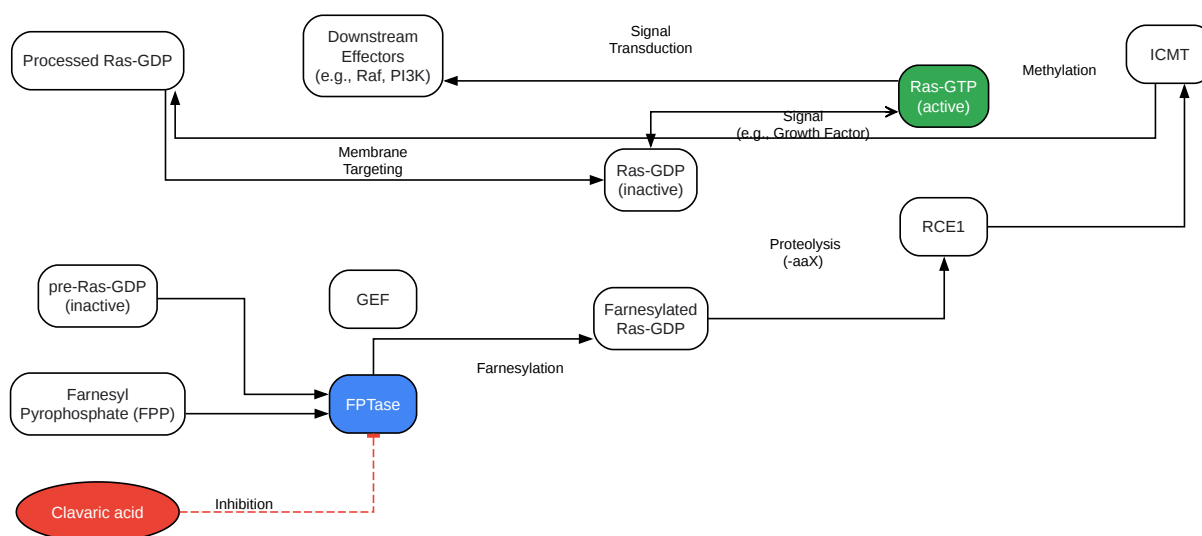 Processed Ras-GDP
Downstream
Effectors
(e.g., Raf, PI3K)
Signal
Transduction
Ras-GTP
(active)
Methylation
ICMT
Signal
(e.g., Growth Factor)
Membrane
Targeting
Ras-GDP
(inactive)
RCE1
Proteolysis
(-aaX)
pre-Ras-GDP
(inactive)
GEF
Farnesylated
Ras-GDP
Farnesylation
Farnesyl
Pyrophosphate (FPP)
FPTase
Clavaric acid
Inhibition